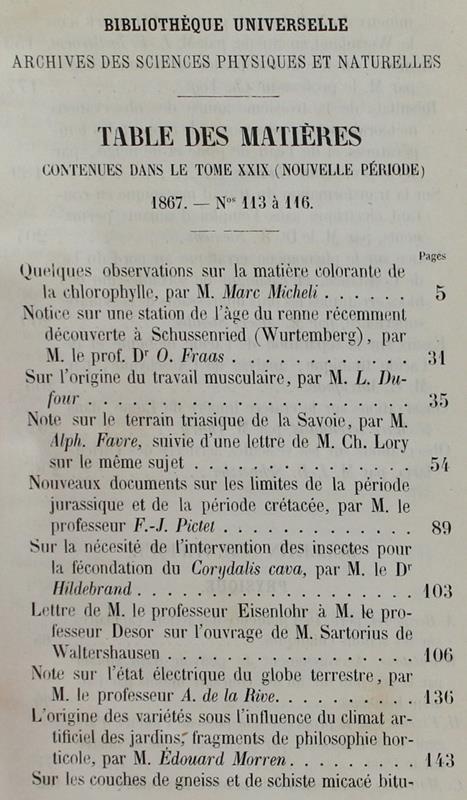 BIBLIOTHÈQUE UNIVERSELLE
ARCHIVES DES SCIENCES PHYSIQUES ET NATURELLES
TABLE DES MATIÈRES
CONTENUES DANS LE TOME XXIX (NOUVELLE PÉRIODE)
1867. — Nos 113 à 116.
Pages
Quelques observations sur la matière colorante de
la chlorophylle, par M. Marc Micheli . . . . . . 5
Notice sur une station de l'âge du renne récemment
découverte à Schussenried (Wurtemberg), par
M. le prof. Dr O. Fraas . . . . . . . . . . . . 31
Sur l'origine du travail musculaire, par M. L. Du-
four . . . . . . . . . . . . . . . . . . . . . 35
Note sur le terrain triasique de la Savoie, par M.
Alph. Favre, suivie d'une lettre de M. Ch. Lory
sur le même sujet . . . . . . . . . . . . . . . 54
Nouveaux documents sur les limites de la période
jurassique et de la période crétacée, par M. le
professeur F.-J. Pictet . . . . . . . . . . . . . 89
Sur la nécesité de l'intervention des insectes pour
la fécondation du Corydalis cava, par M. le Dr
Hildebrand . . . . . . . . . . . . . . . . . . 103
Lettre de M. le professeur Eisenlohr à M. le pro-
fesseur Desor sur l'ouvrage de M. Sartorius de
Waltershausen . . . . . . . . . . . . . . . . 106
Note sur l'état électrique du globe terrestre, par
M. le professeur A. de la Rive. . . . . . . . . . 136
L'origine des variétés sous l'influence du climat ar-
tificiel des jardins, fragments de philosophie hor-
ticole, par M. Édouard Morren . . . . . . . . . 143
Sur les couches de gneiss et de schiste micacé bitu-